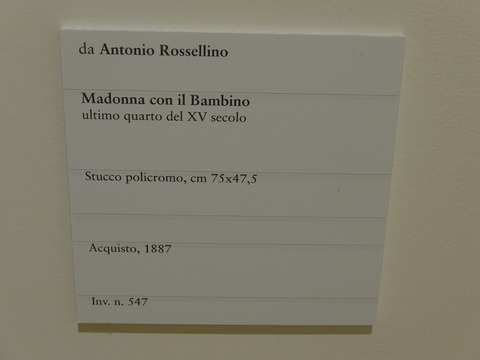 da Antonio Rossellino
Madonna con il Bambino
ultimo quarto del XV secolo
Stucco policromo, cm 75x47,5
Acquisto, 1887
Inv. n. 547